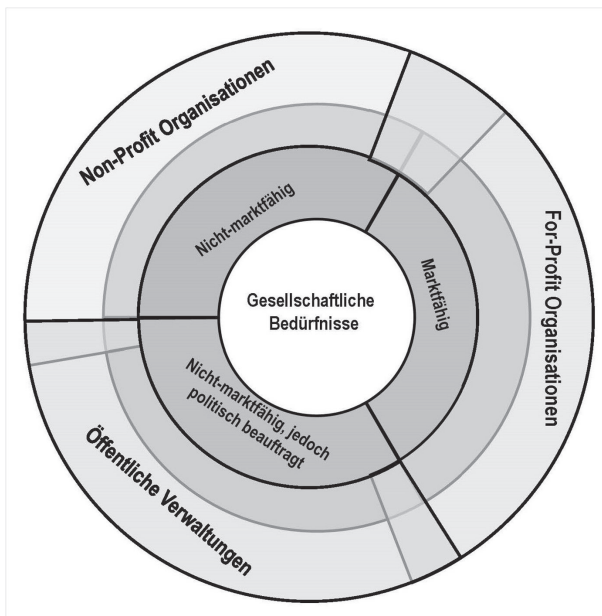 Non-Profit Organisationen
Nicht-marktfähig
Gesellschaftliche
Bedürfnisse
Marktfähig
For-Profit Organisationen
Nicht-marktfähig, jedoch
politisch beauftragt
Öffentliche Verwaltungen